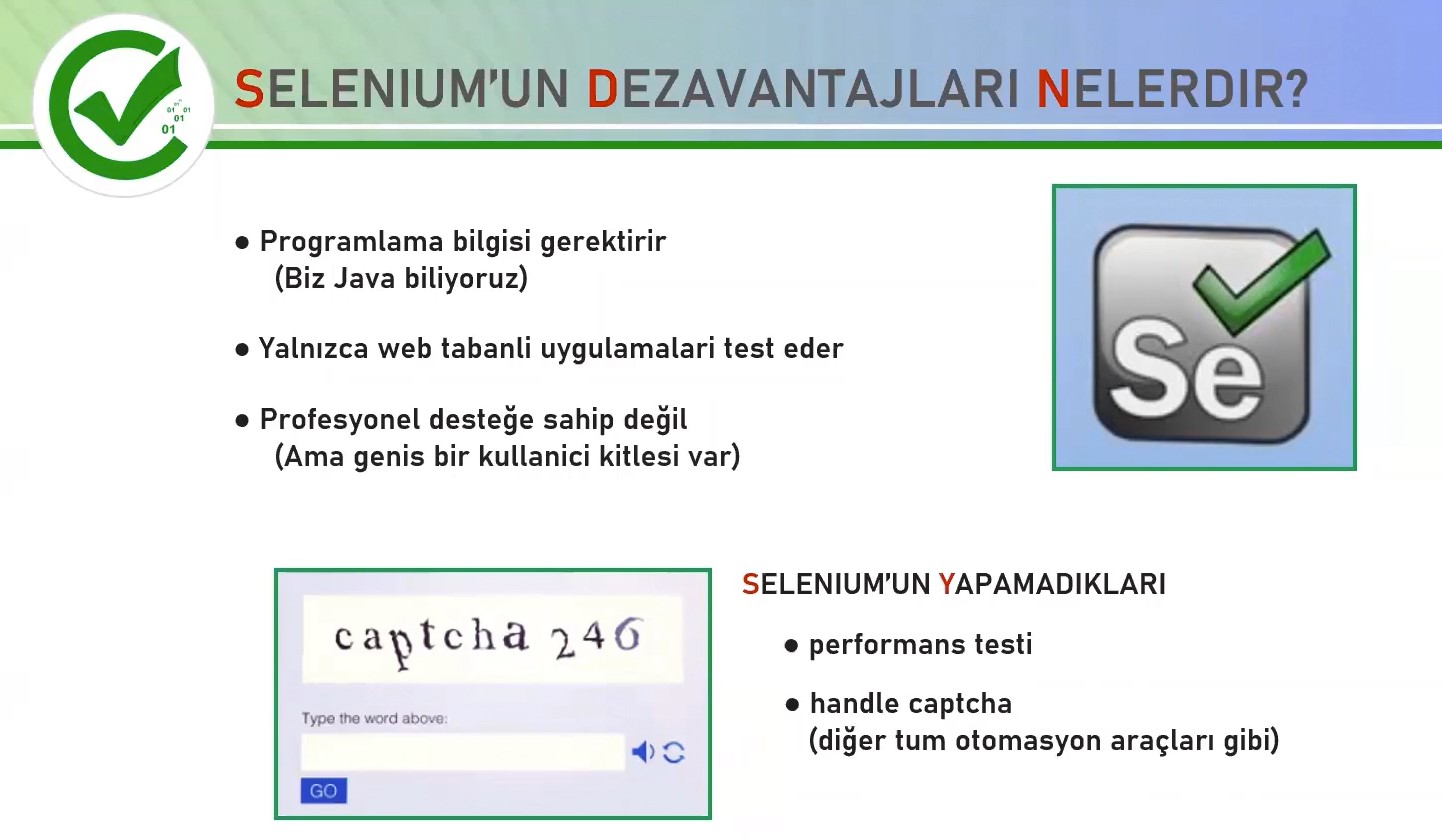 SELENIUM'UN DEZAVANTAJLARI NELERDIR?
01
01
01
01
01
● Programlama bilgisi gerektirir
(Biz Java biliyoruz)
● Yalnızca web tabanli uygulamalari test eder
● Profesyonel desteğe sahip değil
(Ama genis bir kullanici kitlesi var)
Se
captcha 246
Type the word above:
GO
SELENIUM'UN YAPAMADIKLARI
● performans testi
● handle captcha
(diğer tum otomasyon araçları gibi)